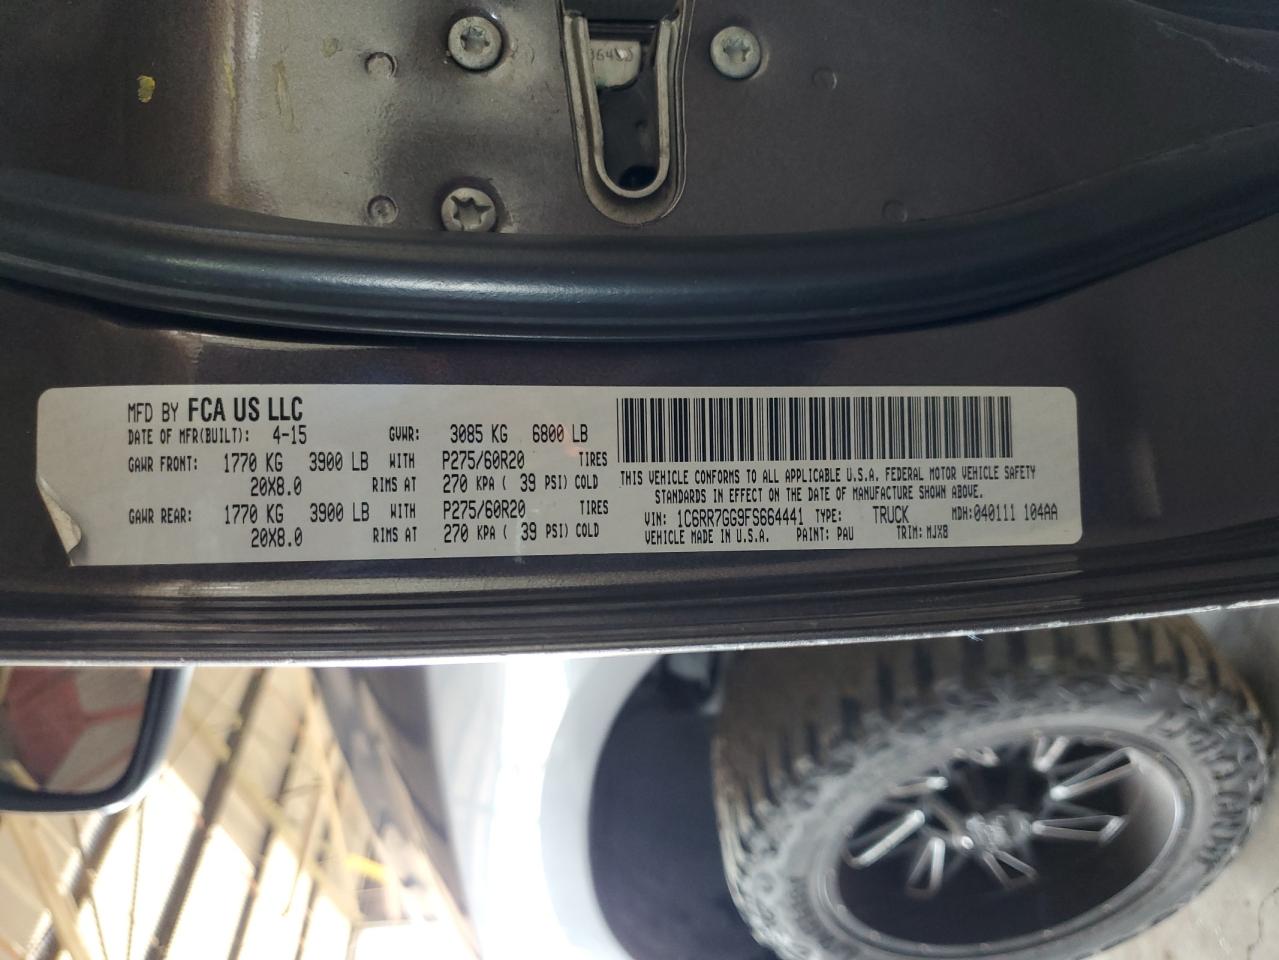 MFD BY FCA US LLC
DATE OF MFR(BUILT): 4-15 GVWR: 3085 KG 6800 LB
GAWR FRONT: 1770 KG 3900 LB WITH P275/60R20 TIRES
20X8.0 RIMS AT 270 KPA ( 39 PSI) COLD
GAWR REAR: 1770 KG 3900 LB WITH P275/60R20 TIRES
20X8.0 RIMS AT 270 KPA ( 39 PSI) COLD
THIS VEHICLE CONFORMS TO ALL APPLICABLE U.S.A. FEDERAL MOTOR VEHICLE SAFETY
STANDARDS IN EFFECT ON THE DATE OF MANUFACTURE SHOWN ABOVE.
VIN: 1C6RR7GG9FS664441 TYPE: TRUCK MDH:040111 104AA
VEHICLE MADE IN U.S.A. PAINT: PAU TRIM: MJX8